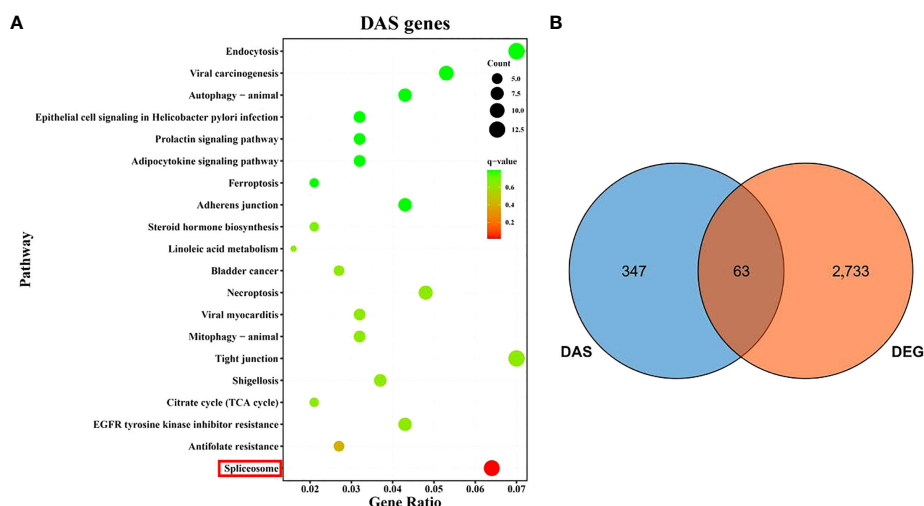 A
DAS genes
Pathway
Endocytosis
Viral carcinogenesis
Autophagy − animal
Epithelial cell signaling in Helicobacter pylori infection
Prolactin signaling pathway
Adipocytokine signaling pathway
Ferroptosis
Adherens junction
Steroid hormone biosynthesis
Linoleic acid metabolism
Bladder cancer
Necroptosis
Viral myocarditis
Mitophagy − animal
Tight junction
Shigellosis
Citrate cycle (TCA cycle)
EGFR tyrosine kinase inhibitor resistance
Antifolate resistance
Spliceosome
Count
5.0
7.5
10.0
12.5
q−value
0.6
0.4
0.2
0.02 0.03 0.04 0.05 0.06 0.07
Gene Ratio
B
347 63 2,733
DAS DEG